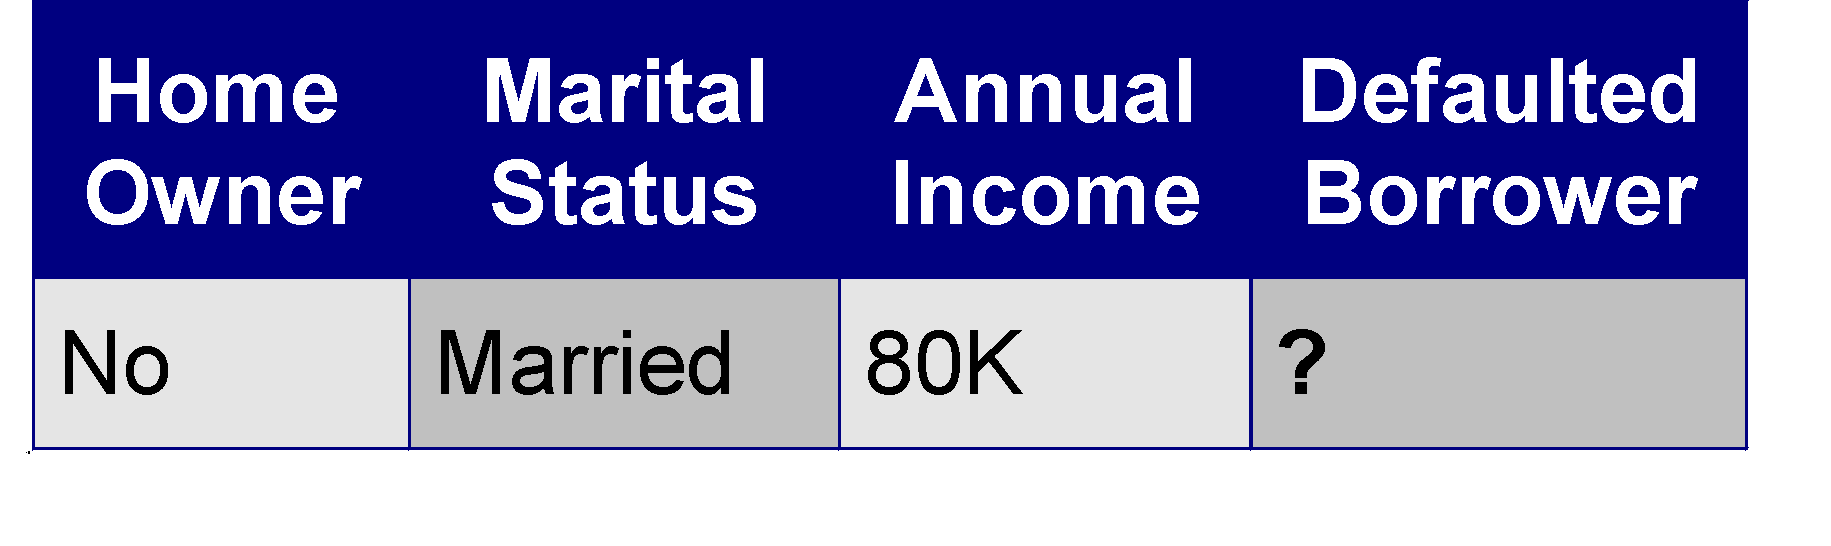 Home Owner
Marital Status
Annual Income
Defaulted Borrower
No
Married
80K
?